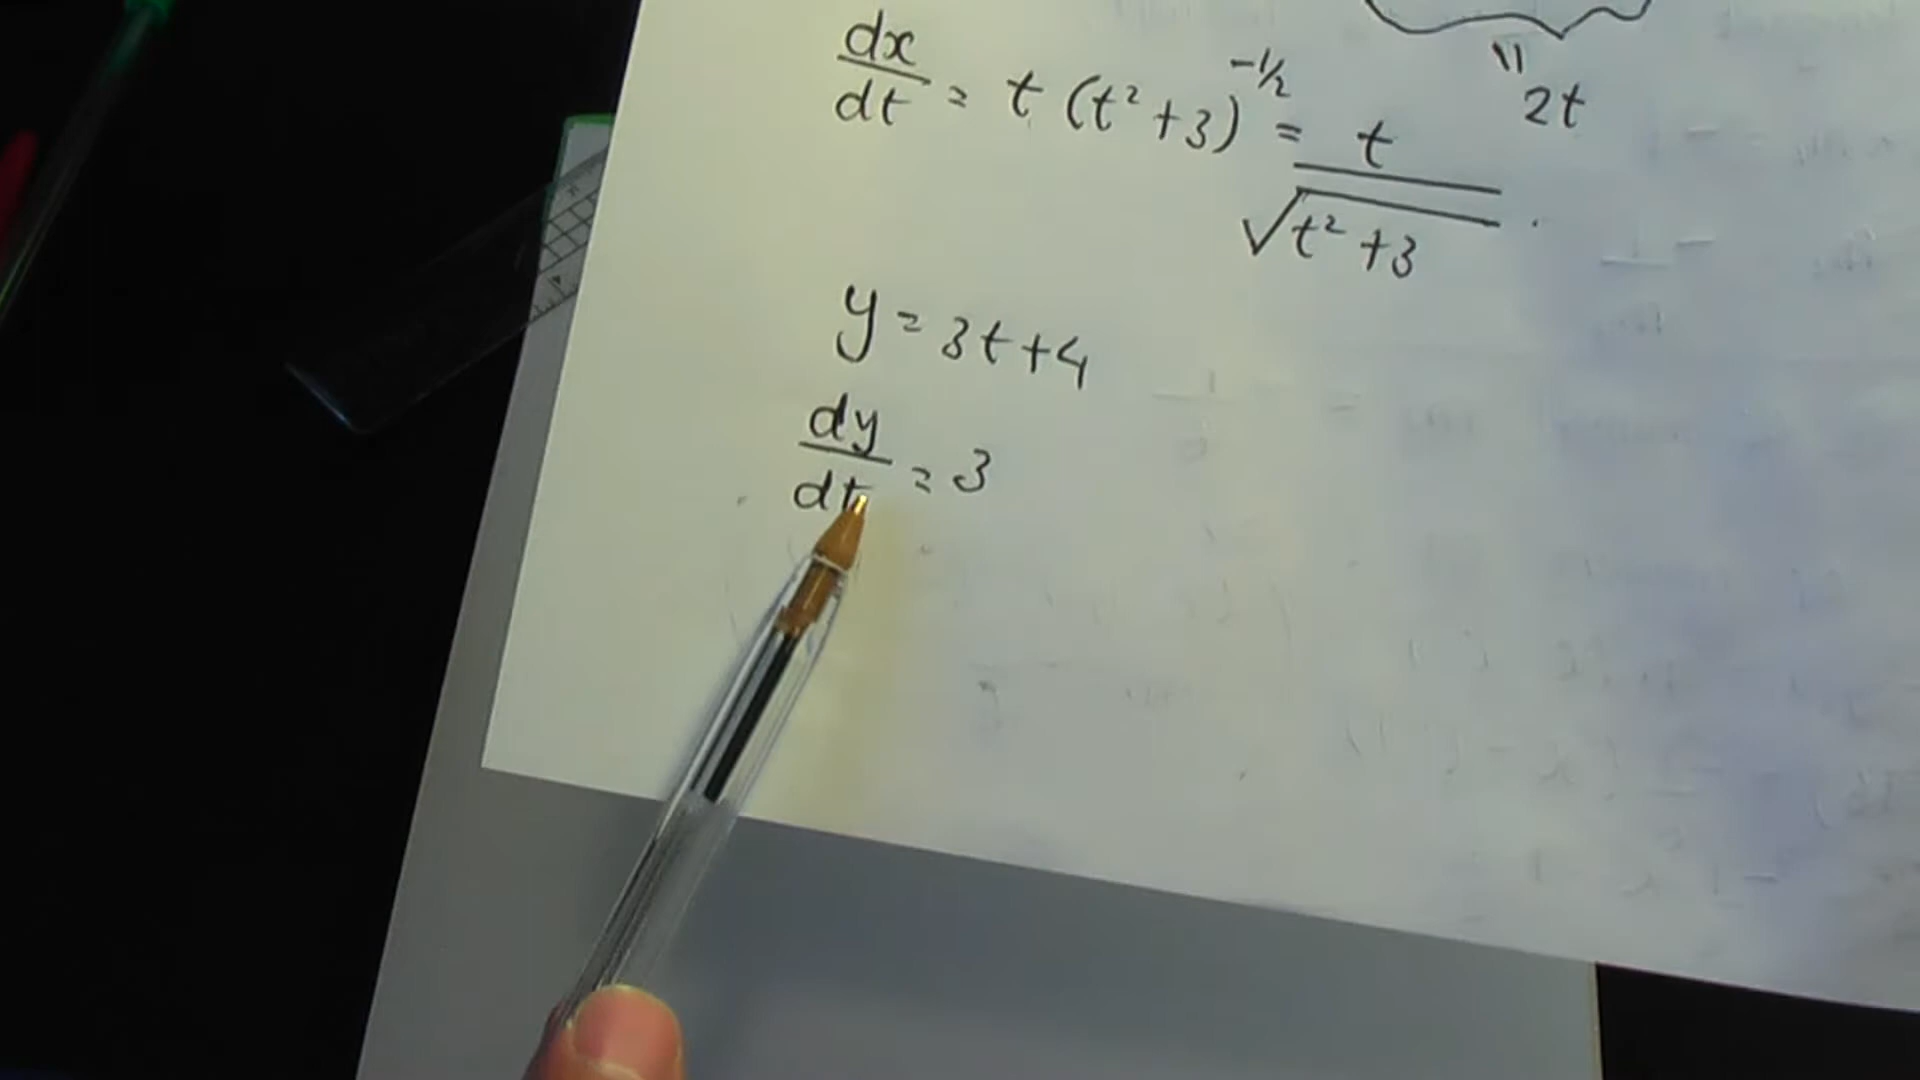 dx/dt = t (t² + 3)^-1/2 = t/√(t² + 3) .
" 2t
y = 3t + 4
dy/dt = 3